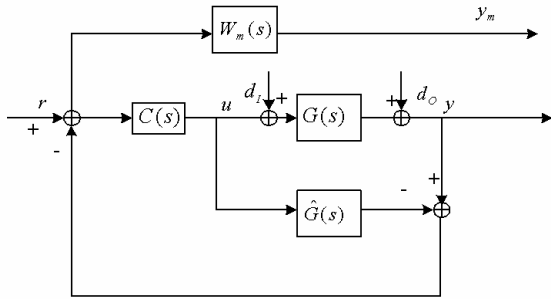 W_m(s)
y_m
r
+
-
C(s)
u
d_I
+
G(s)
+
d_O
y
Ĝ(s)
-
+